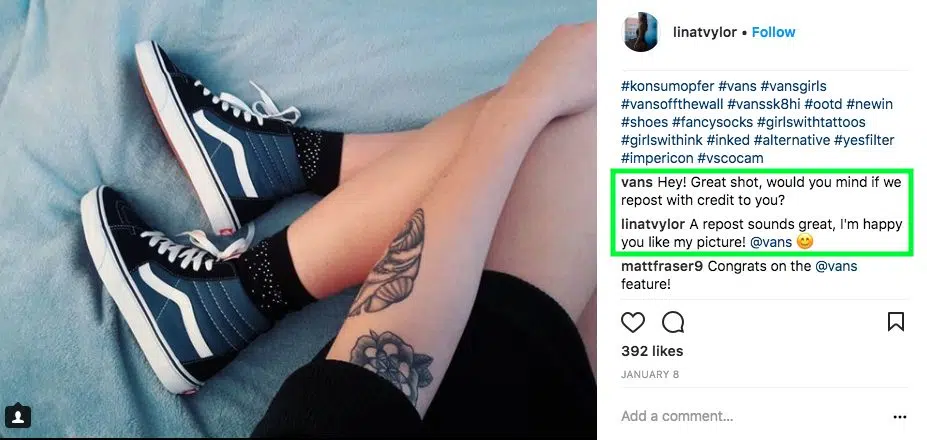 linatvylor • Follow
#konsumopfer #vans #vansgirls
#vansoffthewall #vanssk8hi #ootd #newin
#shoes #fancysocks #girlswithtattoos
#girlswithink #inked #alternative #yesfilter
#impericon #vscocam
vans Hey! Great shot, would you mind if we
repost with credit to you?
linatvylor A repost sounds great, I'm happy
you like my picture! @vans 😊
mattfraser9 Congrats on the @vans
feature!
392 likes
JANUARY 8
Add a comment...